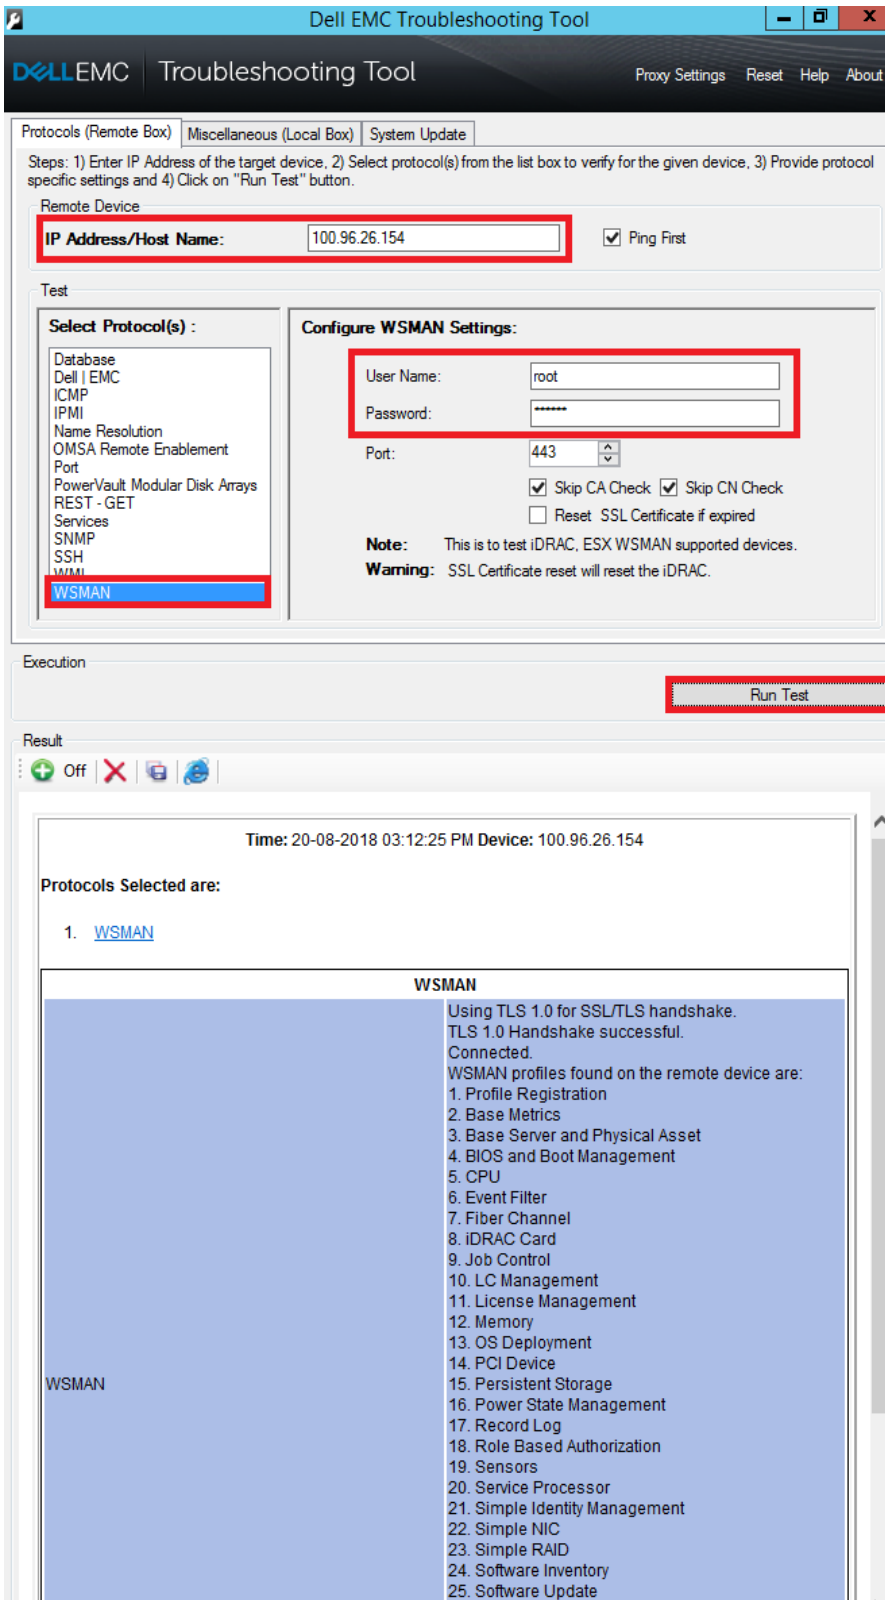 Dell EMC Troubleshooting Tool
DELLEMC Troubleshooting Tool
Proxy Settings Reset Help About
Protocols (Remote Box) Miscellaneous (Local Box) System Update
Steps: 1) Enter IP Address of the target device, 2) Select protocol(s) from the list box to verify for the given device, 3) Provide protocol
specific settings and 4) Click on "Run Test" button.
Remote Device
IP Address/Host Name: 100.96.26.154 Ping First
Test
Select Protocol(s) :
Database
Dell | EMC
ICMP
IPMI
Name Resolution
OMSA Remote Enablement
Port
PowerVault Modular Disk Arrays
REST - GET
Services
SNMP
SSH
WMI
WSMAN
Configure WSMAN Settings:
User Name: root
Password: ******
Port: 443
Skip CA Check Skip CN Check
Reset SSL Certificate if expired
Note: This is to test iDRAC, ESX WSMAN supported devices.
Warning: SSL Certificate reset will reset the iDRAC.
Execution
Run Test
Result
Off
Time: 20-08-2018 03:12:25 PM Device: 100.96.26.154
Protocols Selected are:
1. WSMAN
WSMAN
WSMAN
Using TLS 1.0 for SSL/TLS handshake.
TLS 1.0 Handshake successful.
Connected.
WSMAN profiles found on the remote device are:
1. Profile Registration
2. Base Metrics
3. Base Server and Physical Asset
4. BIOS and Boot Management
5. CPU
6. Event Filter
7. Fiber Channel
8. iDRAC Card
9. Job Control
10. LC Management
11. License Management
12. Memory
13. OS Deployment
14. PCI Device
15. Persistent Storage
16. Power State Management
17. Record Log
18. Role Based Authorization
19. Sensors
20. Service Processor
21. Simple Identity Management
22. Simple NIC
23. Simple RAID
24. Software Inventory
25. Software Update